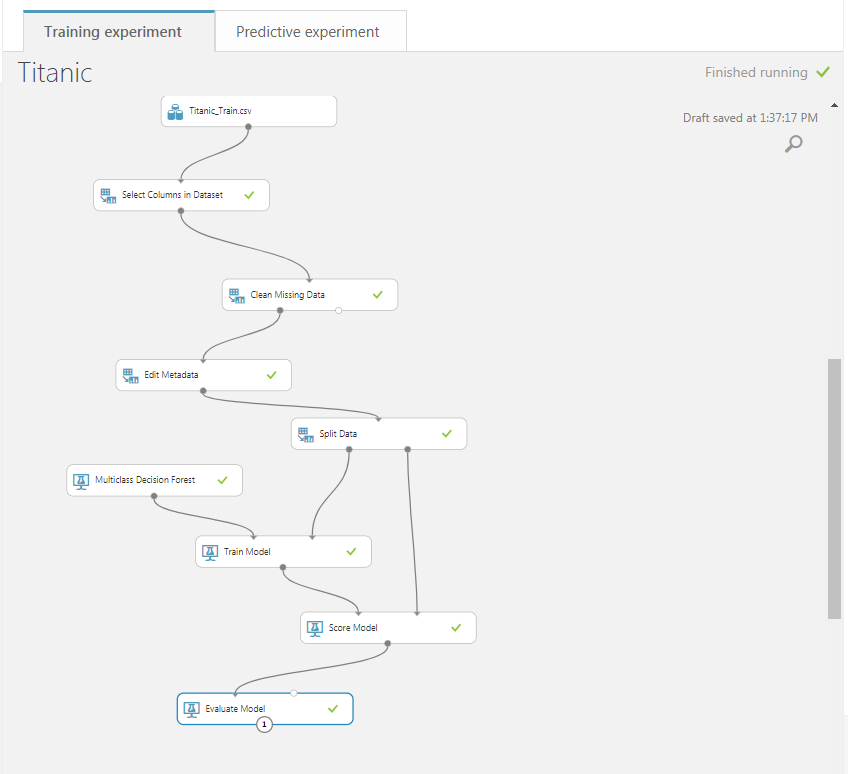 Training experiment
Predictive experiment
Titanic
Finished running
Draft saved at 1:37:17 PM
Titanic_Train.csv
Select Columns in Dataset
Clean Missing Data
Edit Metadata
Split Data
Multiclass Decision Forest
Train Model
Score Model
Evaluate Model
1